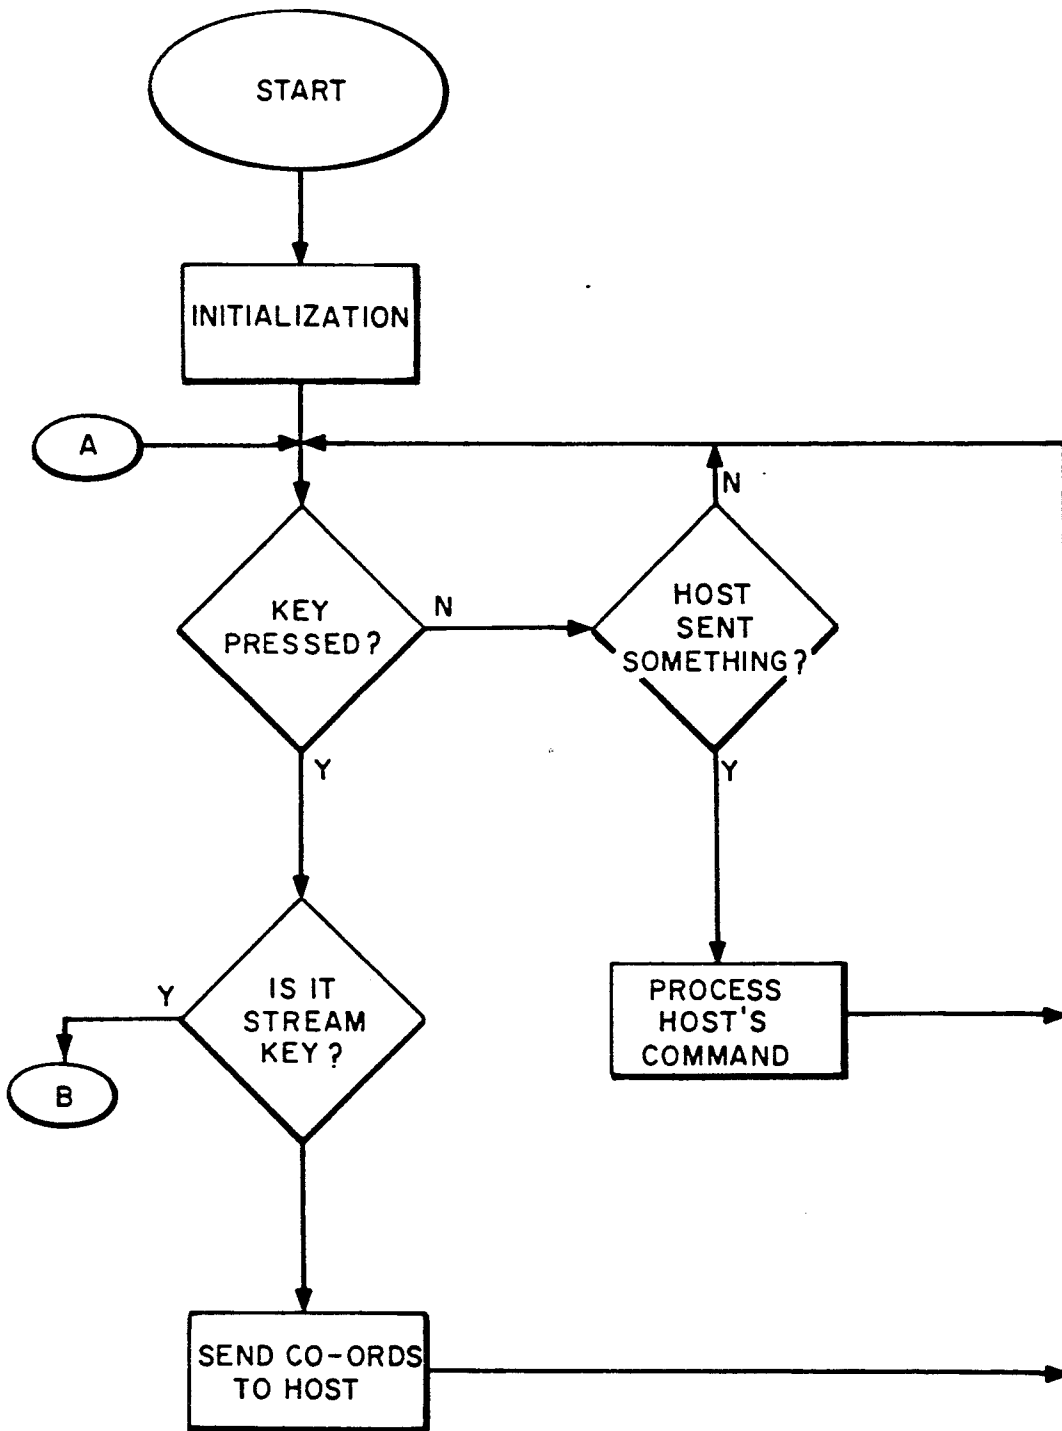 START
INITIALIZATION
A
N
KEY
PRESSED?
N
HOST
SENT
SOMETHING?
Y
Y
IS IT
STREAM
KEY?
Y
B
PROCESS
HOST'S
COMMAND
SEND CO-ORDS
TO HOST